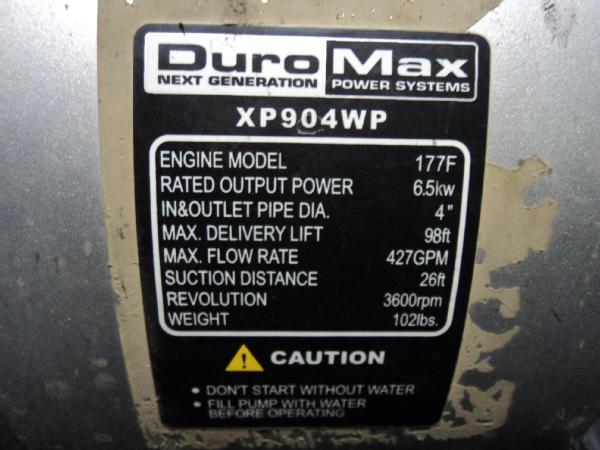 DuroMax
NEXT GENERATION POWER SYSTEMS
XP904WP
ENGINE MODEL 177F
RATED OUTPUT POWER 6.5kw
IN&OUTLET PIPE DIA. 4"
MAX. DELIVERY LIFT 98ft
MAX. FLOW RATE 427GPM
SUCTION DISTANCE 26ft
REVOLUTION 3600rpm
WEIGHT 102lbs.
! CAUTION
• DON'T START WITHOUT WATER
• FILL PUMP WITH WATER
BEFORE OPERATING